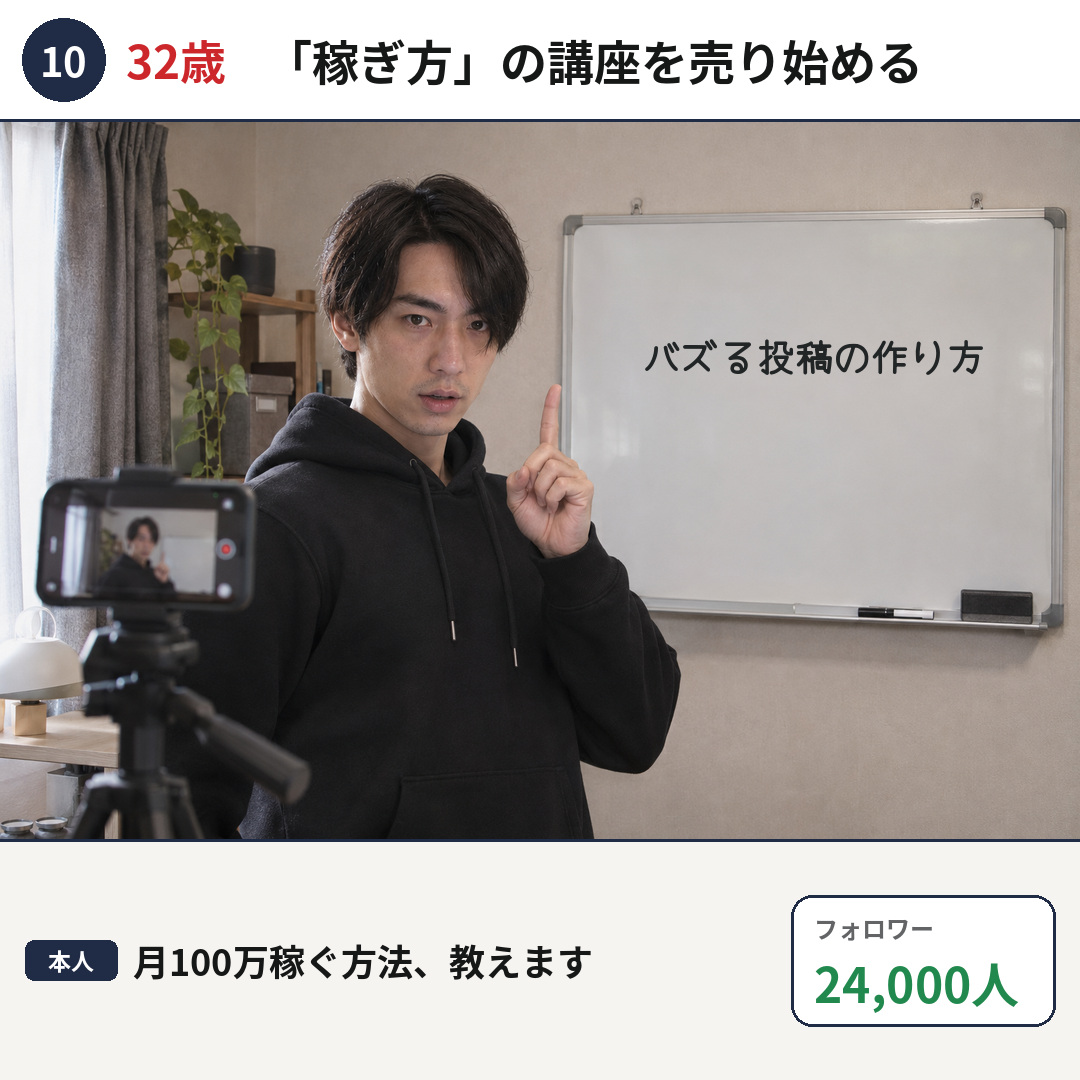 10 32歳 「稼ぎ方」の講座を売り始める
バズる投稿の作り方
本人 月100万稼ぐ方法、教えます
フォロワー
24,000人